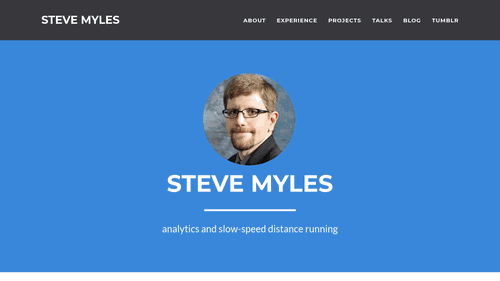 STEVE MYLES
ABOUT EXPERIENCE PROJECTS TALKS BLOG TUMBLR
STEVE MYLES
analytics and slow-speed distance running